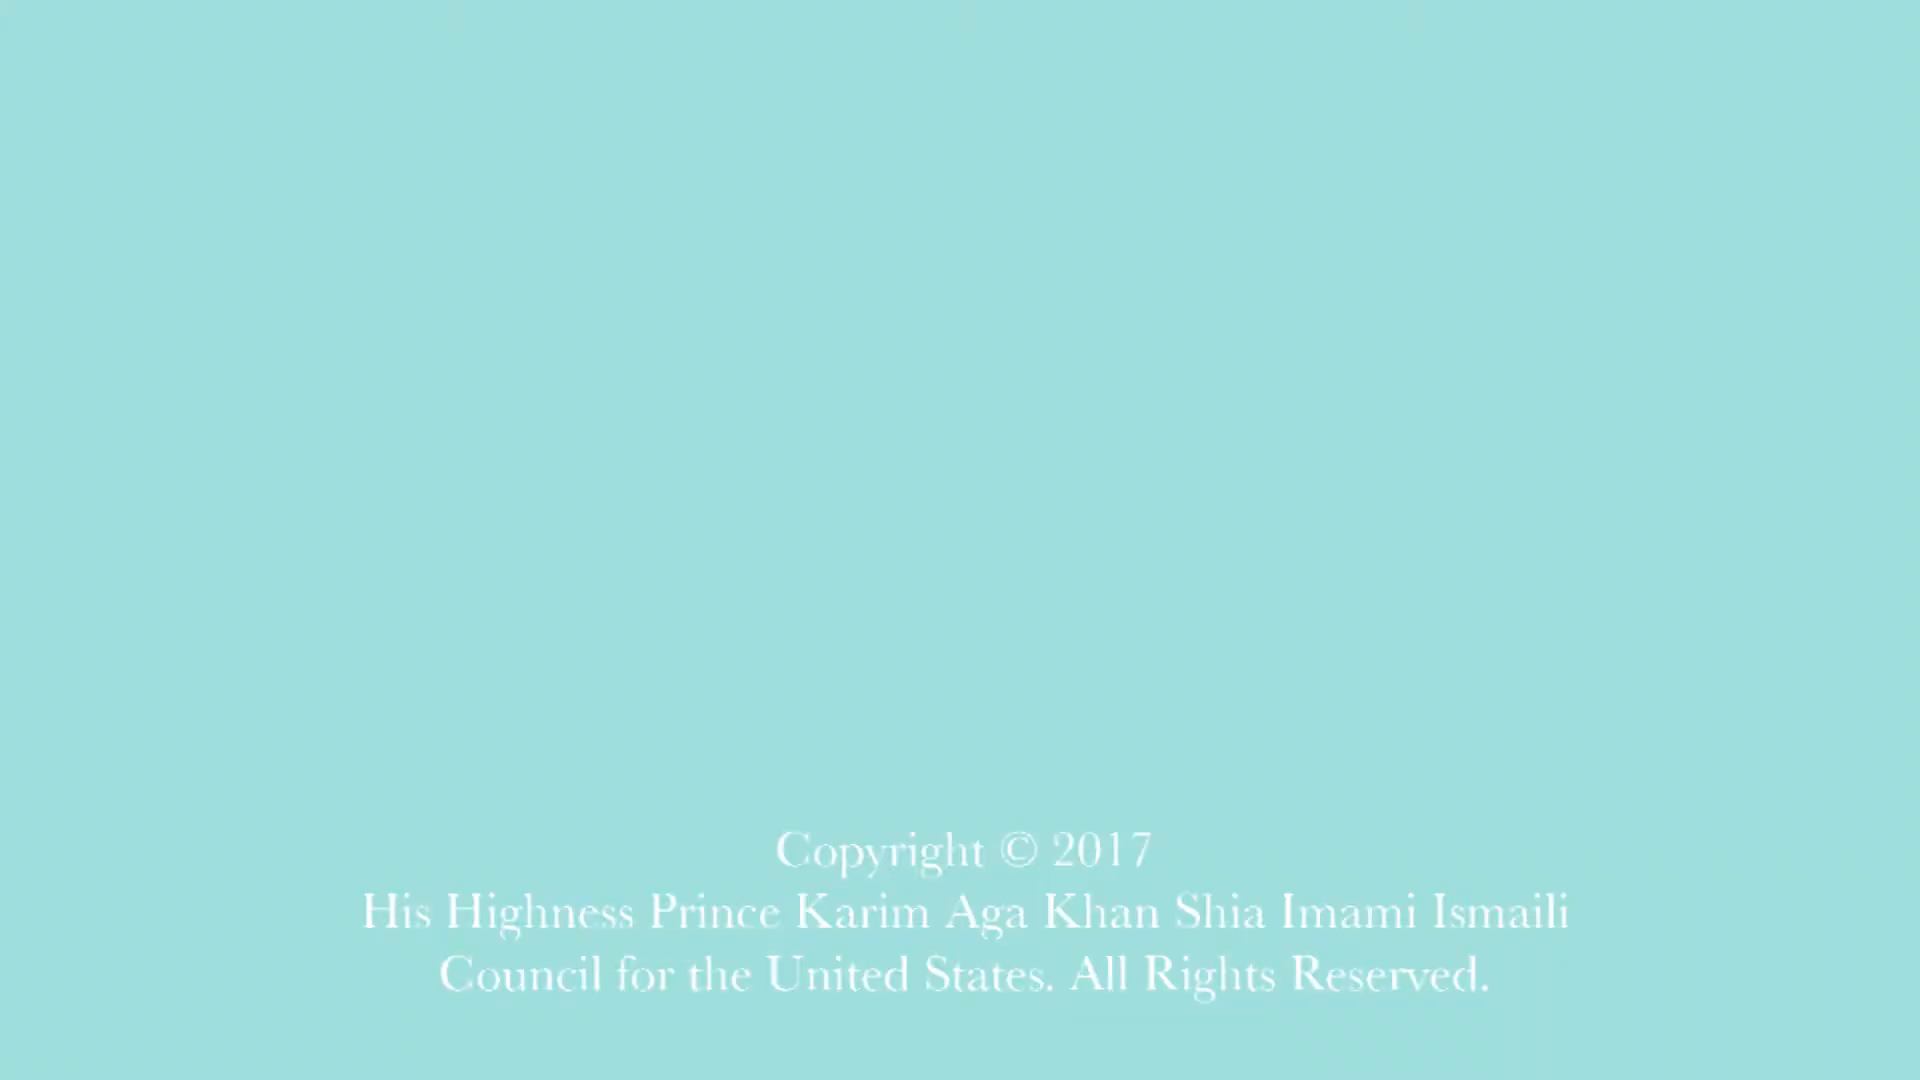 Copyright © 2017
His Highness Prince Karim Aga Khan Shia Imami Ismaili
Council for the United States. All Rights Reserved.